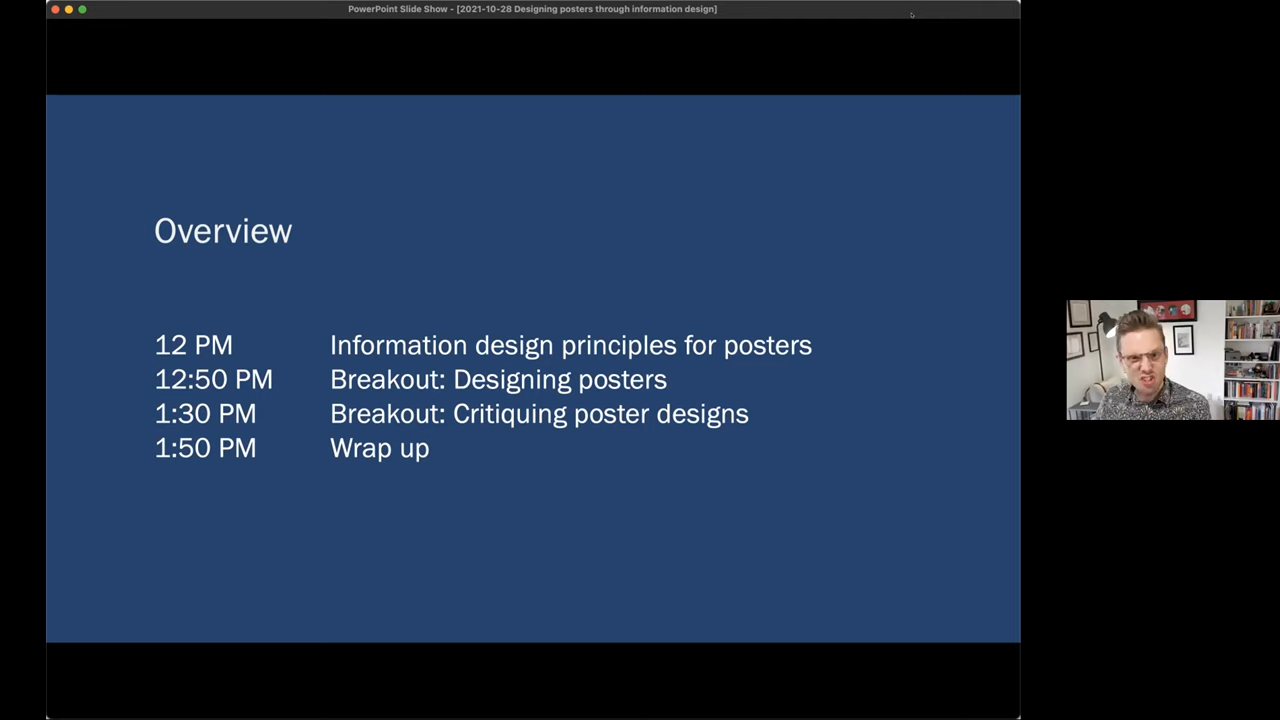 PowerPoint Slide Show - [2021-10-28 Designing posters through information design]
Overview
12 PM Information design principles for posters
12:50 PM Breakout: Designing posters
1:30 PM Breakout: Critiquing poster designs
1:50 PM Wrap up